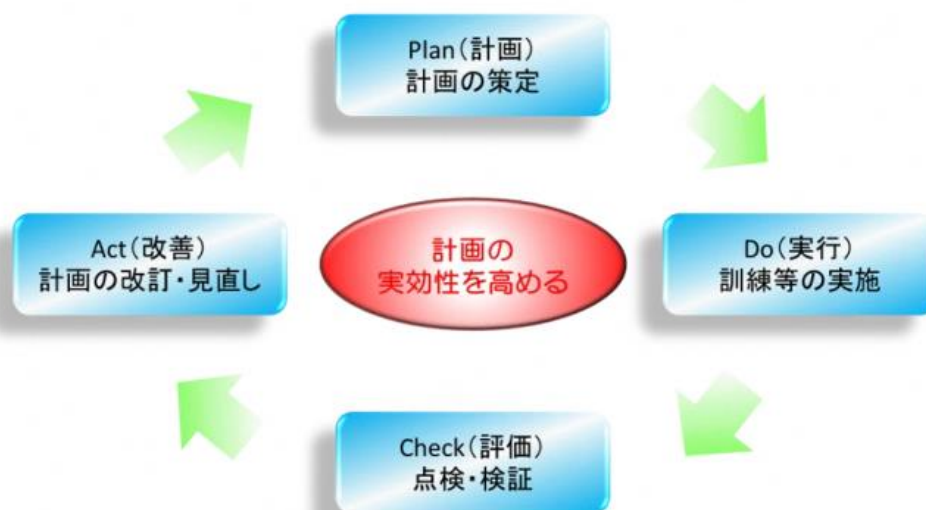 Plan(計画)
計画の策定
Do(実行)
訓練等の実施
Check(評価)
点検・検証
Act(改善)
計画の改訂・見直し
計画の
実効性を高める